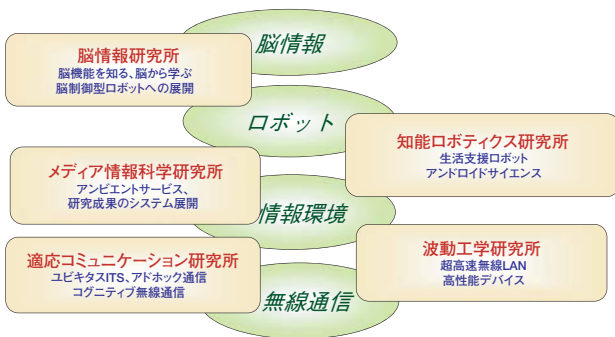 脳情報
脳情報研究所
脳機能を知る、脳から学ぶ
脳制御型ロボットへの展開
ロボット
知能ロボティクス研究所
生活支援ロボット
アンドロイドサイエンス
メディア情報科学研究所
アンビエントサービス、
研究成果のシステム展開
情報環境
適応コミュニケーション研究所
ユビキタスITS、アドホック通信
コグニティブ無線通信
波動工学研究所
超高速無線LAN
高性能デバイス
無線通信